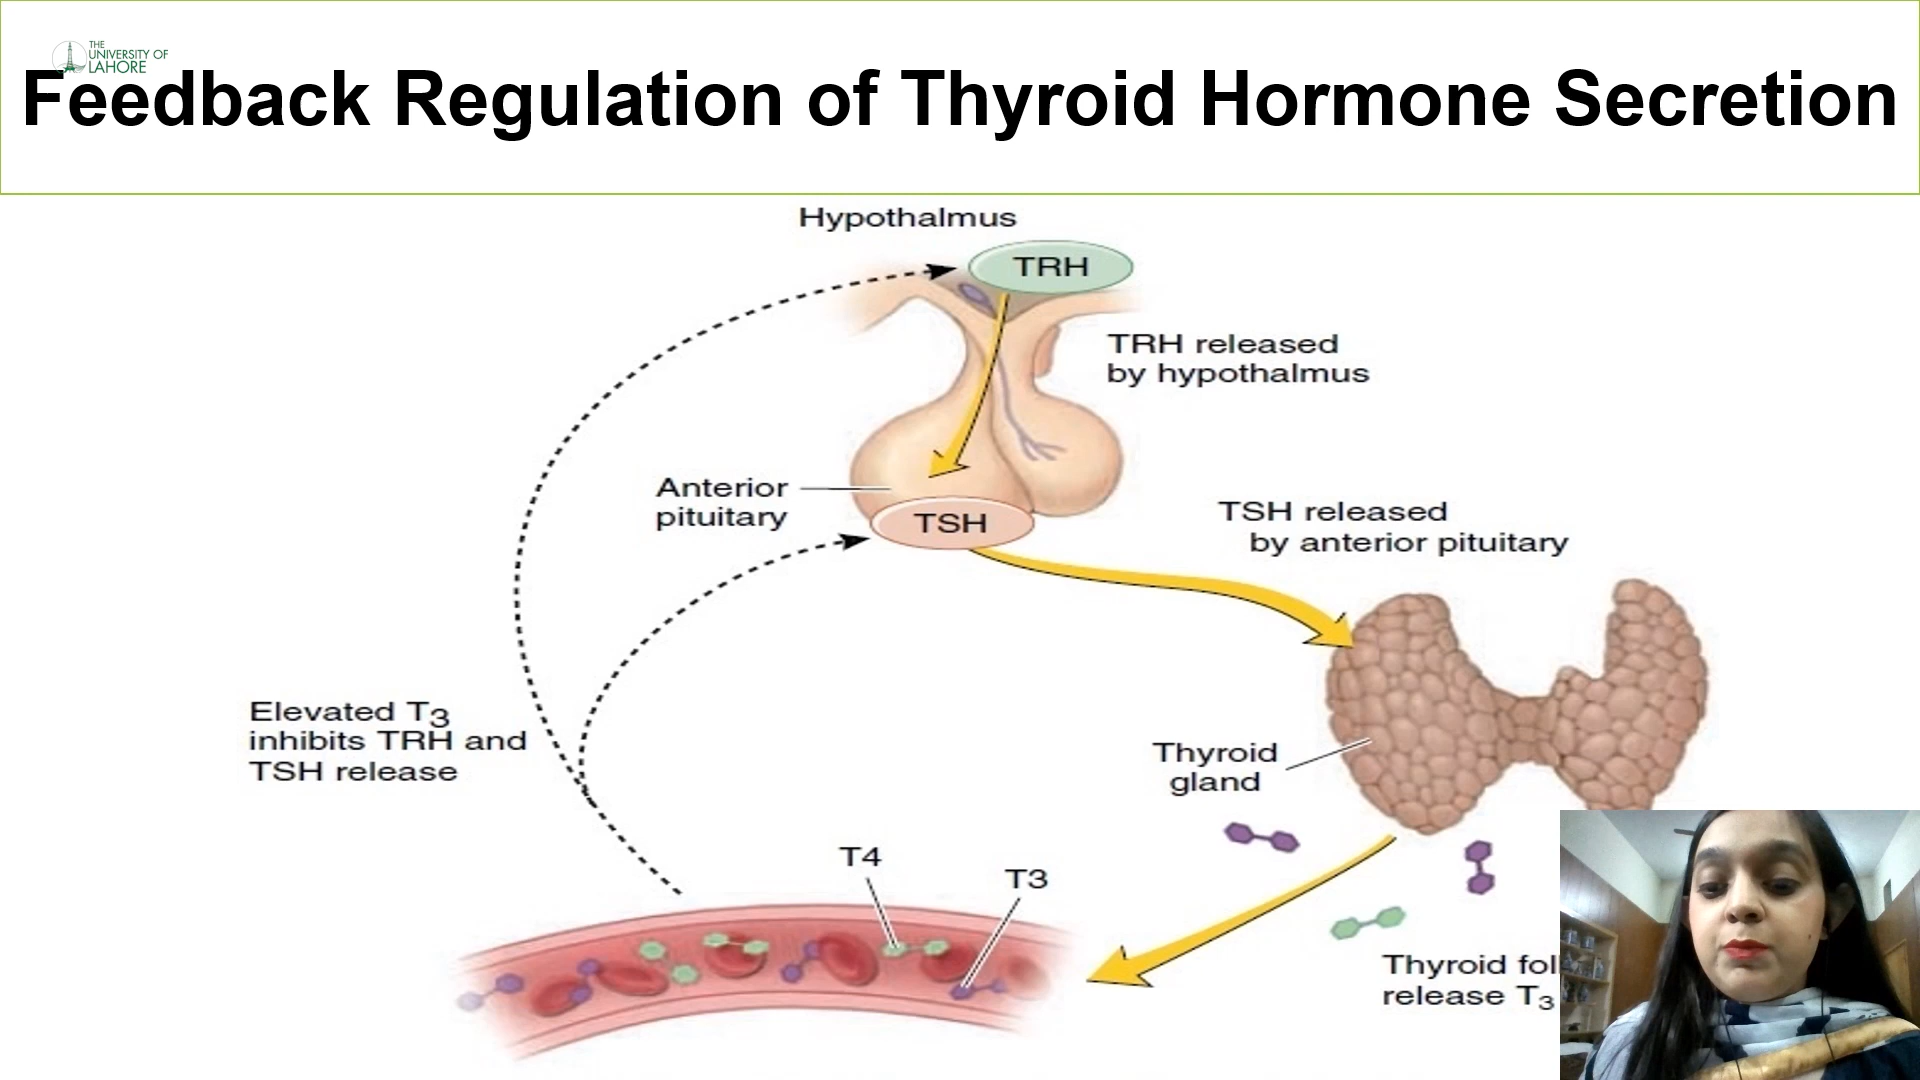 THE
UNIVERSITY OF
LAHORE
Feedback Regulation of Thyroid Hormone Secretion
Hypothalmus
TRH
TRH released
by hypothalmus
Anterior
pituitary
TSH
TSH released
by anterior pituitary
Elevated T3
inhibits TRH and
TSH release
Thyroid
gland
T4
T3
Thyroid
release T3